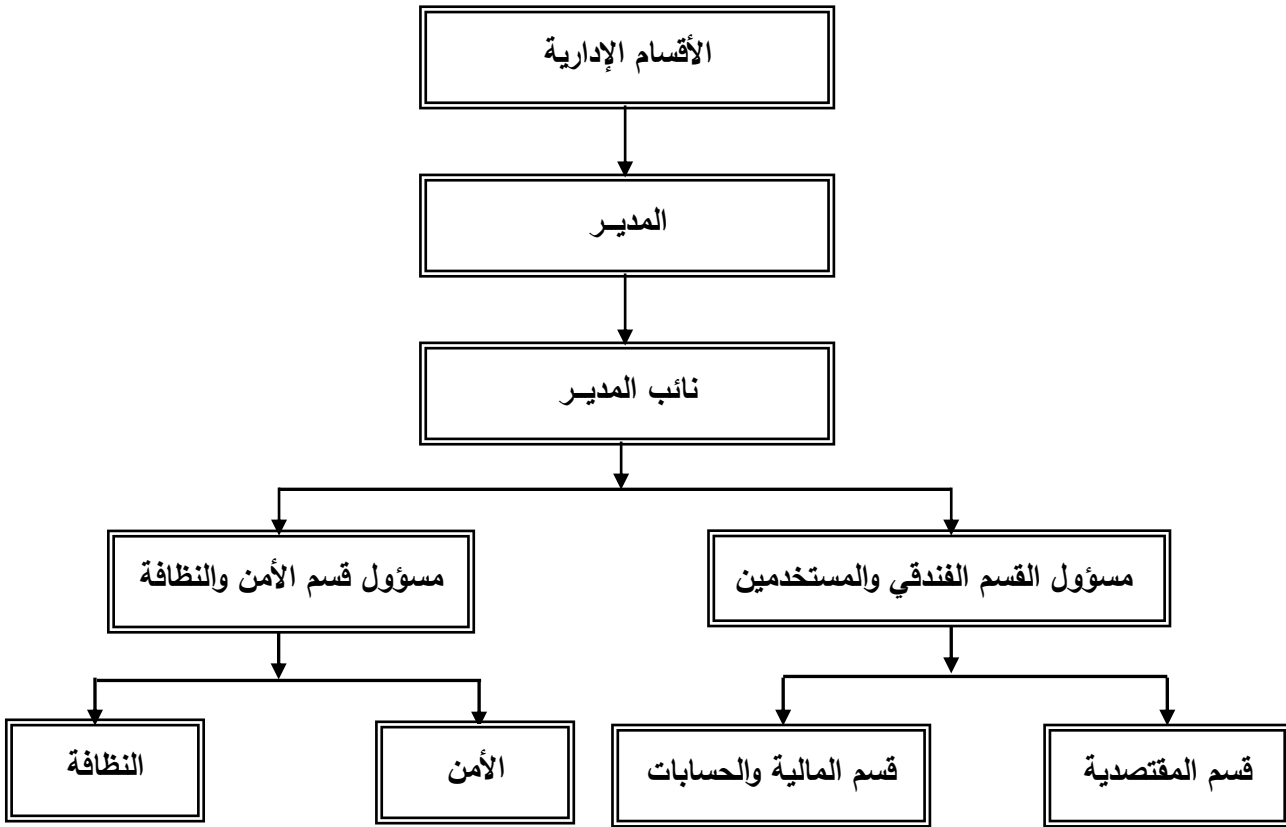 الأقسام الإدارية
المديـر
نائب المديـر
مسؤول القسم الفندقي والمستخدمين
مسؤول قسم الأمن والنظافة
قسم المقتصدية
قسم المالية والحسابات
الأمن
النظافة